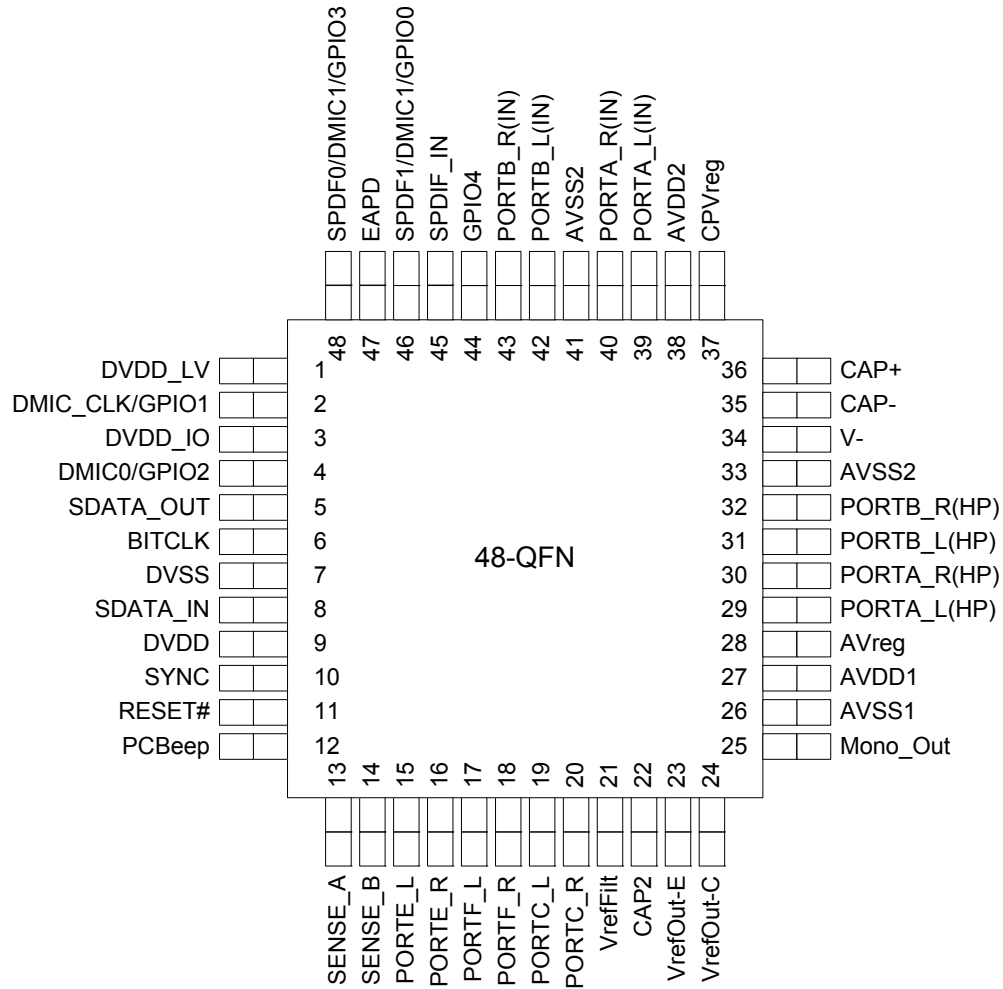 SPDF0/DMIC1/GPIO3
EAPD
SPDF1/DMIC1/GPIO0
SPDIF_IN
GPIO4
PORTB_R(IN)
PORTB_L(IN)
AVSS2
PORTA_R(IN)
PORTA_L(IN)
AVDD2
CPVreg
48
47
46
45
44
43
42
41
40
39
38
37
DVDD_LV 1
DMIC_CLK/GPIO1 2
DVDD_IO 3
DMIC0/GPIO2 4
SDATA_OUT 5
BITCLK 6
DVSS 7
SDATA_IN 8
DVDD 9
SYNC 10
RESET# 11
PCBeep 12
48-QFN
36 CAP+
35 CAP-
34 V-
33 AVSS2
32 PORTB_R(HP)
31 PORTB_L(HP)
30 PORTA_R(HP)
29 PORTA_L(HP)
28 AVreg
27 AVDD1
26 AVSS1
25 Mono_Out
13
14
15
16
17
18
19
20
21
22
23
24
SENSE_A
SENSE_B
PORTE_L
PORTE_R
PORTF_L
PORTF_R
PORTC_L
PORTC_R
VrefFilt
CAP2
VrefOut-E
VrefOut-C